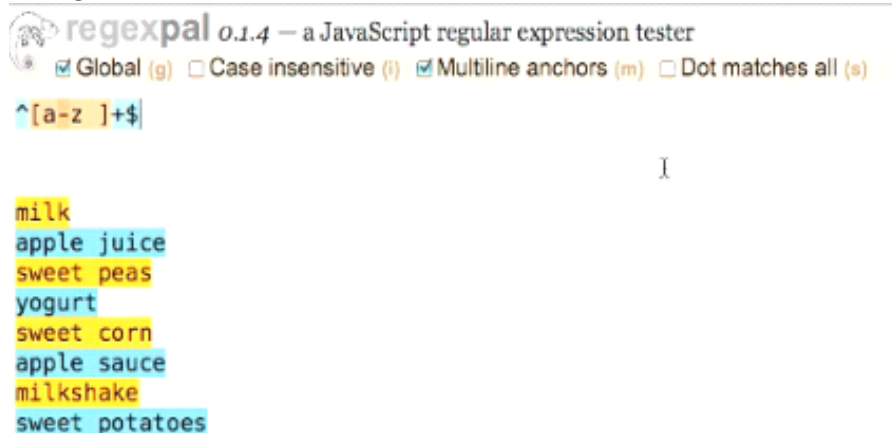 regexpal 0.1.4 — a JavaScript regular expression tester
Global (g) Case insensitive (i) Multiline anchors (m) Dot matches all (s)
^[a-z ]+$
milk
apple juice
sweet peas
yogurt
sweet corn
apple sauce
milkshake
sweet potatoes